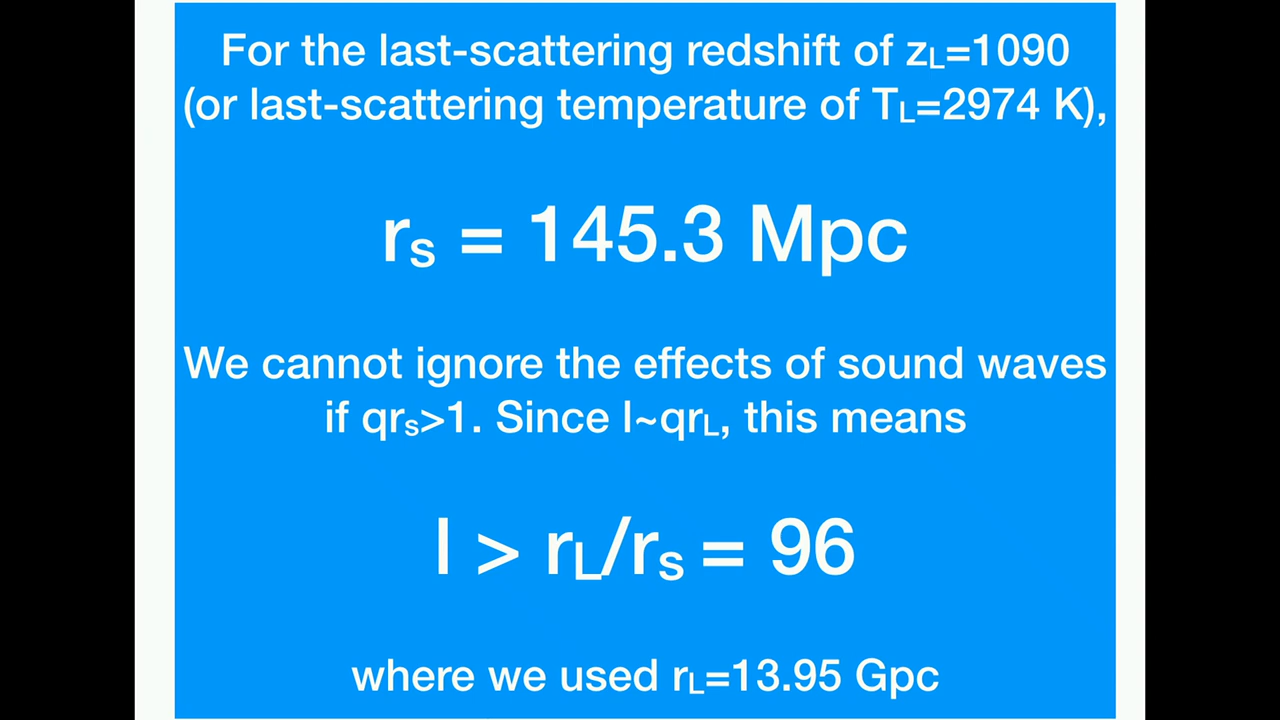 For the last-scattering redshift of zL=1090
(or last-scattering temperature of TL=2974 K),
rs = 145.3 Mpc
We cannot ignore the effects of sound waves
if qrs>1. Since l~qrL, this means
l > rL/rs = 96
where we used rL=13.95 Gpc